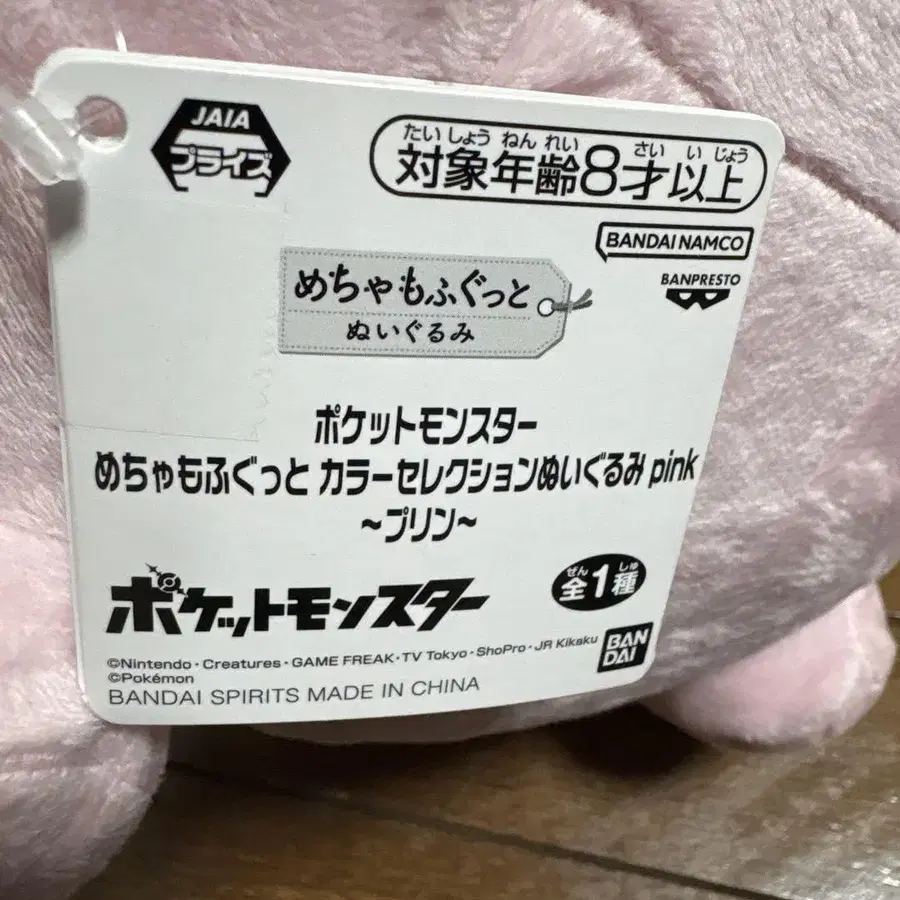 JAIA
プライズ
たいしょうねんれい さいいじょう
対象年齢8才以上
BANDAI NAMCO
BANPRESTO
めちゃもふぐっと
ぬいぐるみ
ポケットモンスター
めちゃもふぐっと カラーセレクションぬいぐるみ pink
~プリン~
ぜん しゅ
全1種
ポケットモンスター
©Nintendo・Creatures・GAME FREAK・TV Tokyo・ShoPro・JR Kikaku
©Pokémon
BANDAI SPIRITS MADE IN CHINA
BAN
DAI